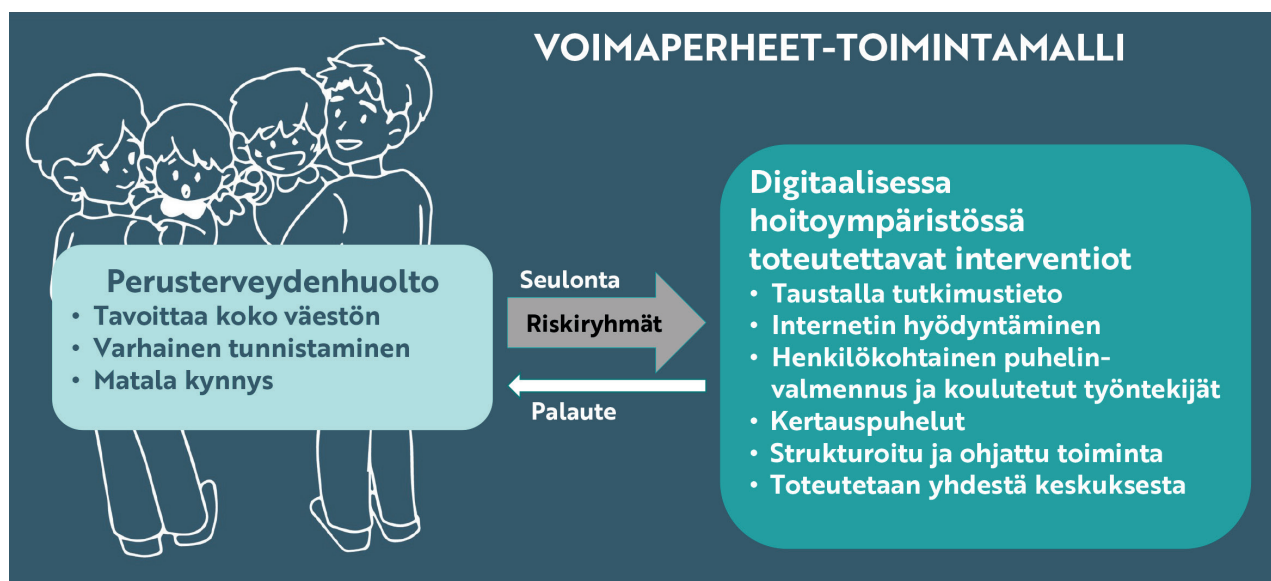 VOIMAPERHEET-TOIMINTAMALLI
Perusterveydenhuolto
• Tavoittaa koko väestön
• Varhainen tunnistaminen
• Matala kynnys
Seulonta
Riskiryhmät
Palaute
Digitaalisessa
hoitoympäristössä
toteutettavat interventiot
• Taustalla tutkimustieto
• Internetin hyödyntäminen
• Henkilökohtainen puhelin-
valmennus ja koulutetut työntekijät
• Kertauspuhelut
• Strukturoitu ja ohjattu toiminta
• Toteutetaan yhdestä keskuksesta